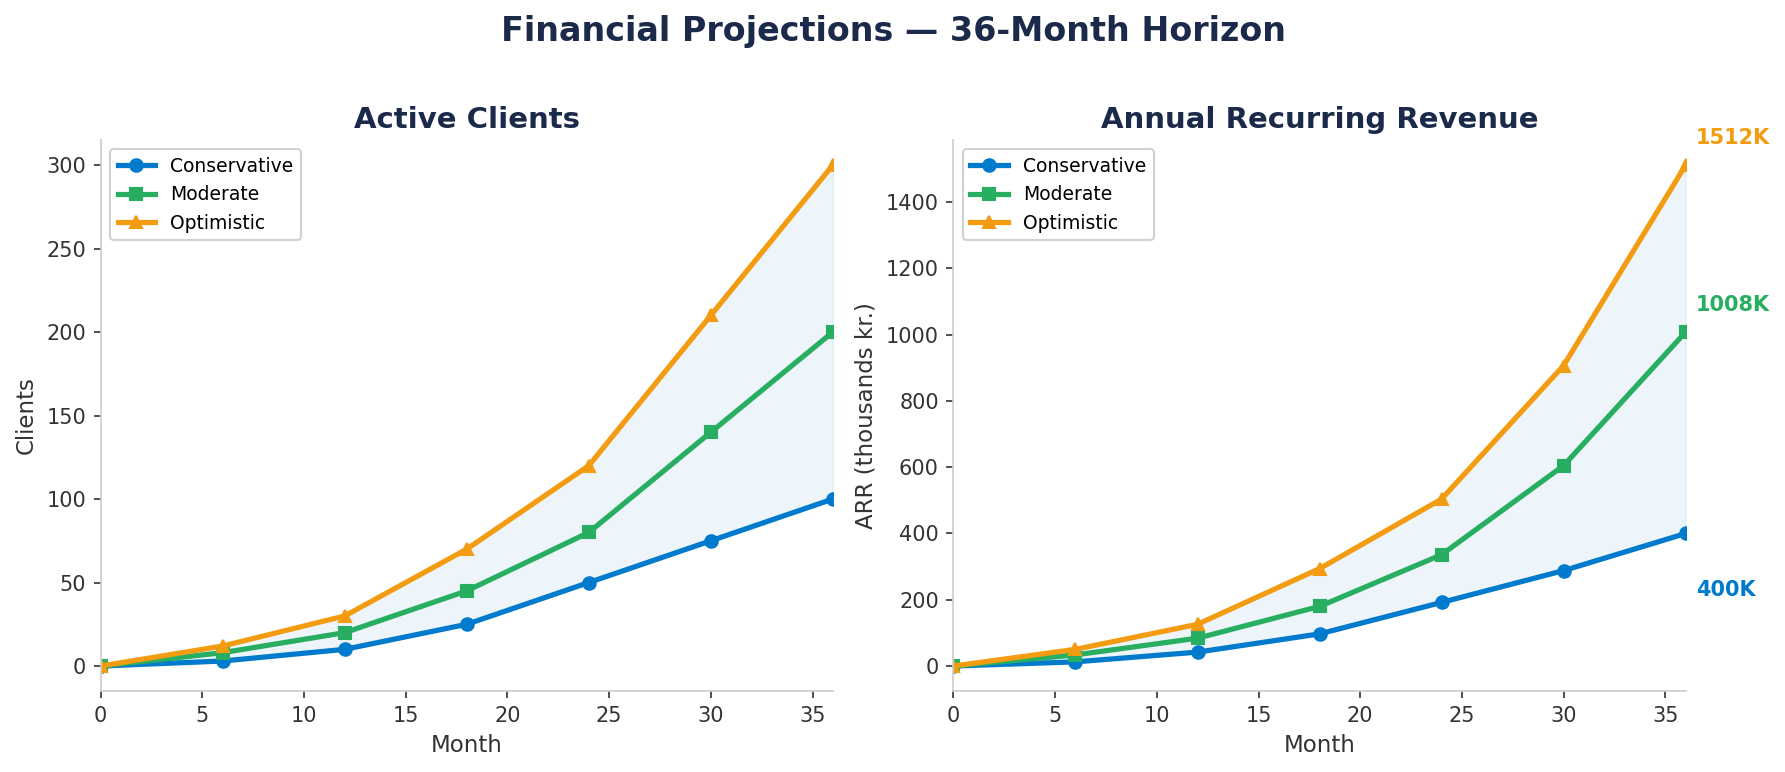 Financial Projections — 36-Month Horizon
Active Clients
Conservative
Moderate
Optimistic
300
250
200
150
100
50
0
Clients
0 5 10 15 20 25 30 35
Month
Annual Recurring Revenue
Conservative
Moderate
Optimistic
1400
1200
1000
800
600
400
200
0
ARR (thousands kr.)
0 5 10 15 20 25 30 35
Month
1512K
1008K
400K